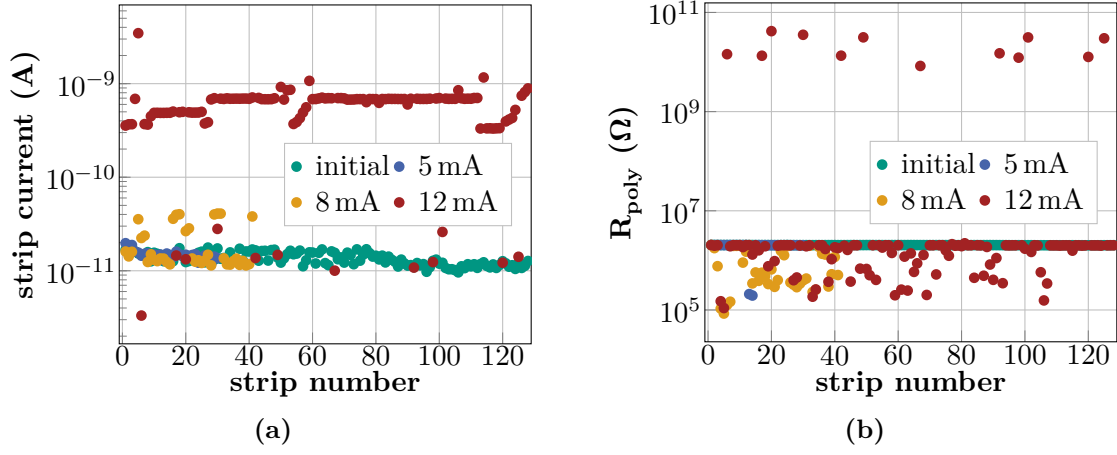 10⁻⁹
10⁻¹⁰
10⁻¹¹
strip current (A)
initial 5 mA
8 mA 12 mA
0 20 40 60 80 100 120
strip number
(a)
10¹¹
10⁹
10⁷
10⁵
R_poly (Ω)
initial 5 mA
8 mA 12 mA
0 20 40 60 80 100 120
strip number
(b)